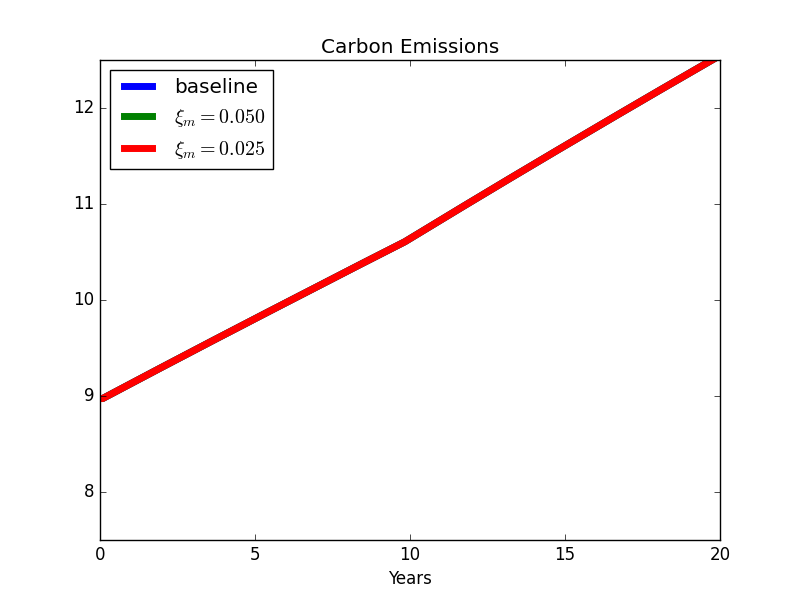 Carbon Emissions
baseline
ξₘ = 0.050
ξₘ = 0.025
12
11
10
9
8
0 5 10 15 20
Years